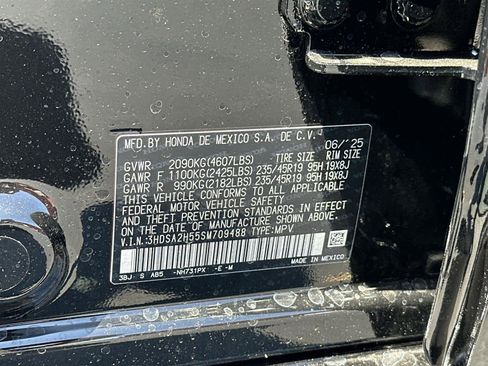 MFD.BY HONDA DE MEXICO S.A. DE C.V. 06/'25
GVWR 2090KG(4607LBS) TIRE SIZE RIM SIZE
GAWR F 1100KG(2425LBS) 235/45R19 95H 19X8J
GAWR R 990KG(2182LBS) 235/45R19 95H 19X8J
THIS VEHICLE CONFORMS TO ALL APPLICABLE
FEDERAL MOTOR VEHICLE SAFETY
AND THEFT PREVENTION STANDARDS IN EFFECT
ON THE DATE OF MANUFACTURE SHOWN ABOVE.
V.I.N.:3HDSA2H55SM709488 TYPE:MPV
3BJ- S AB5 -NH731PX -E-M MADE IN MEXICO